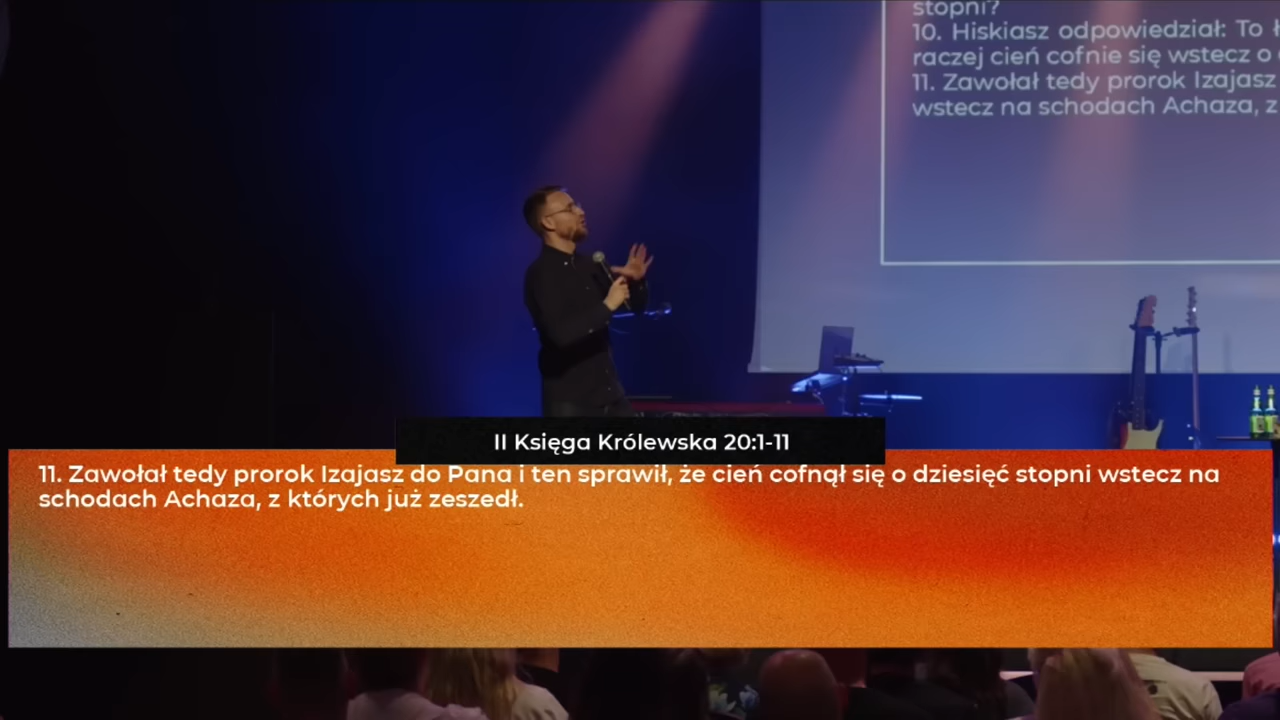 stopni?
10. Hiskiasz odpowiedział: To
raczej cień cofnie się wstecz o
11. Zawołał tedy prorok Izajasz
wstecz na schodach Achaza, z
II Księga Królewska 20:1-11
11. Zawołał tedy prorok Izajasz do Pana i ten sprawił, że cień cofnął się o dziesięć stopni wstecz na
schodach Achaza, z których już zeszedł.